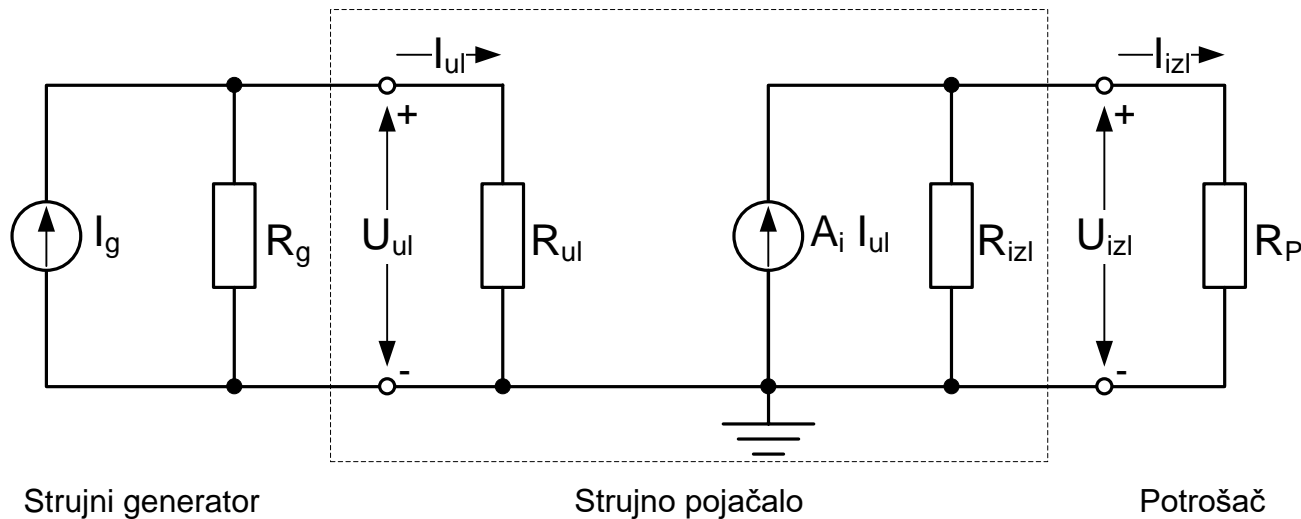 I_ul I_izl
+ +
I_g R_g U_ul R_ul A_i I_ul R_izl U_izl R_P
- -
Strujni generator Strujno pojačalo Potrošač